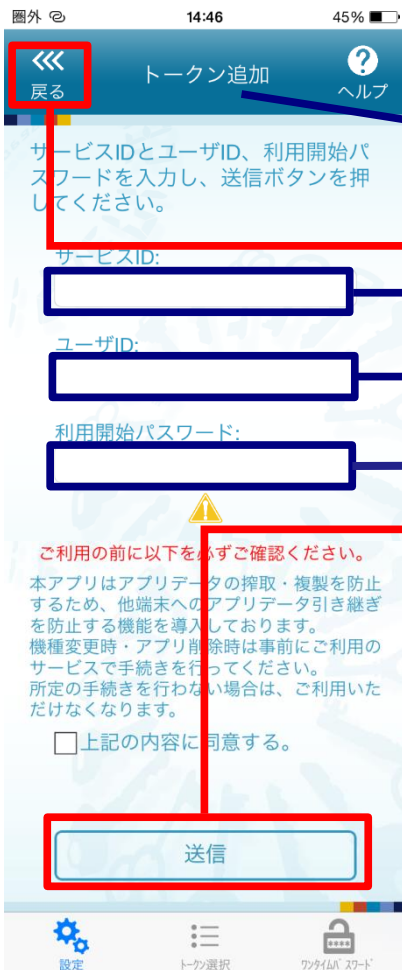 圏外 14:46 45%
戻る トークン追加 ヘルプ
サービスIDとユーザID、利用開始パ
スワードを入力し、送信ボタンを押
してください。
サービスID:
ユーザID:
利用開始パスワード:
ご利用の前に以下を必ずご確認ください。
本アプリはアプリデータの搾取・複製を防止
するため、他端末へのアプリデータ引き継ぎ
を防止する機能を導入しております。
機種変更時・アプリ削除時は事前にご利用の
サービスで手続きを行ってください。
所定の手続きを行わない場合は、ご利用いた
だけなくなります。
上記の内容に同意する。
送信
設定 トークン選択 ワンタイムパスワード